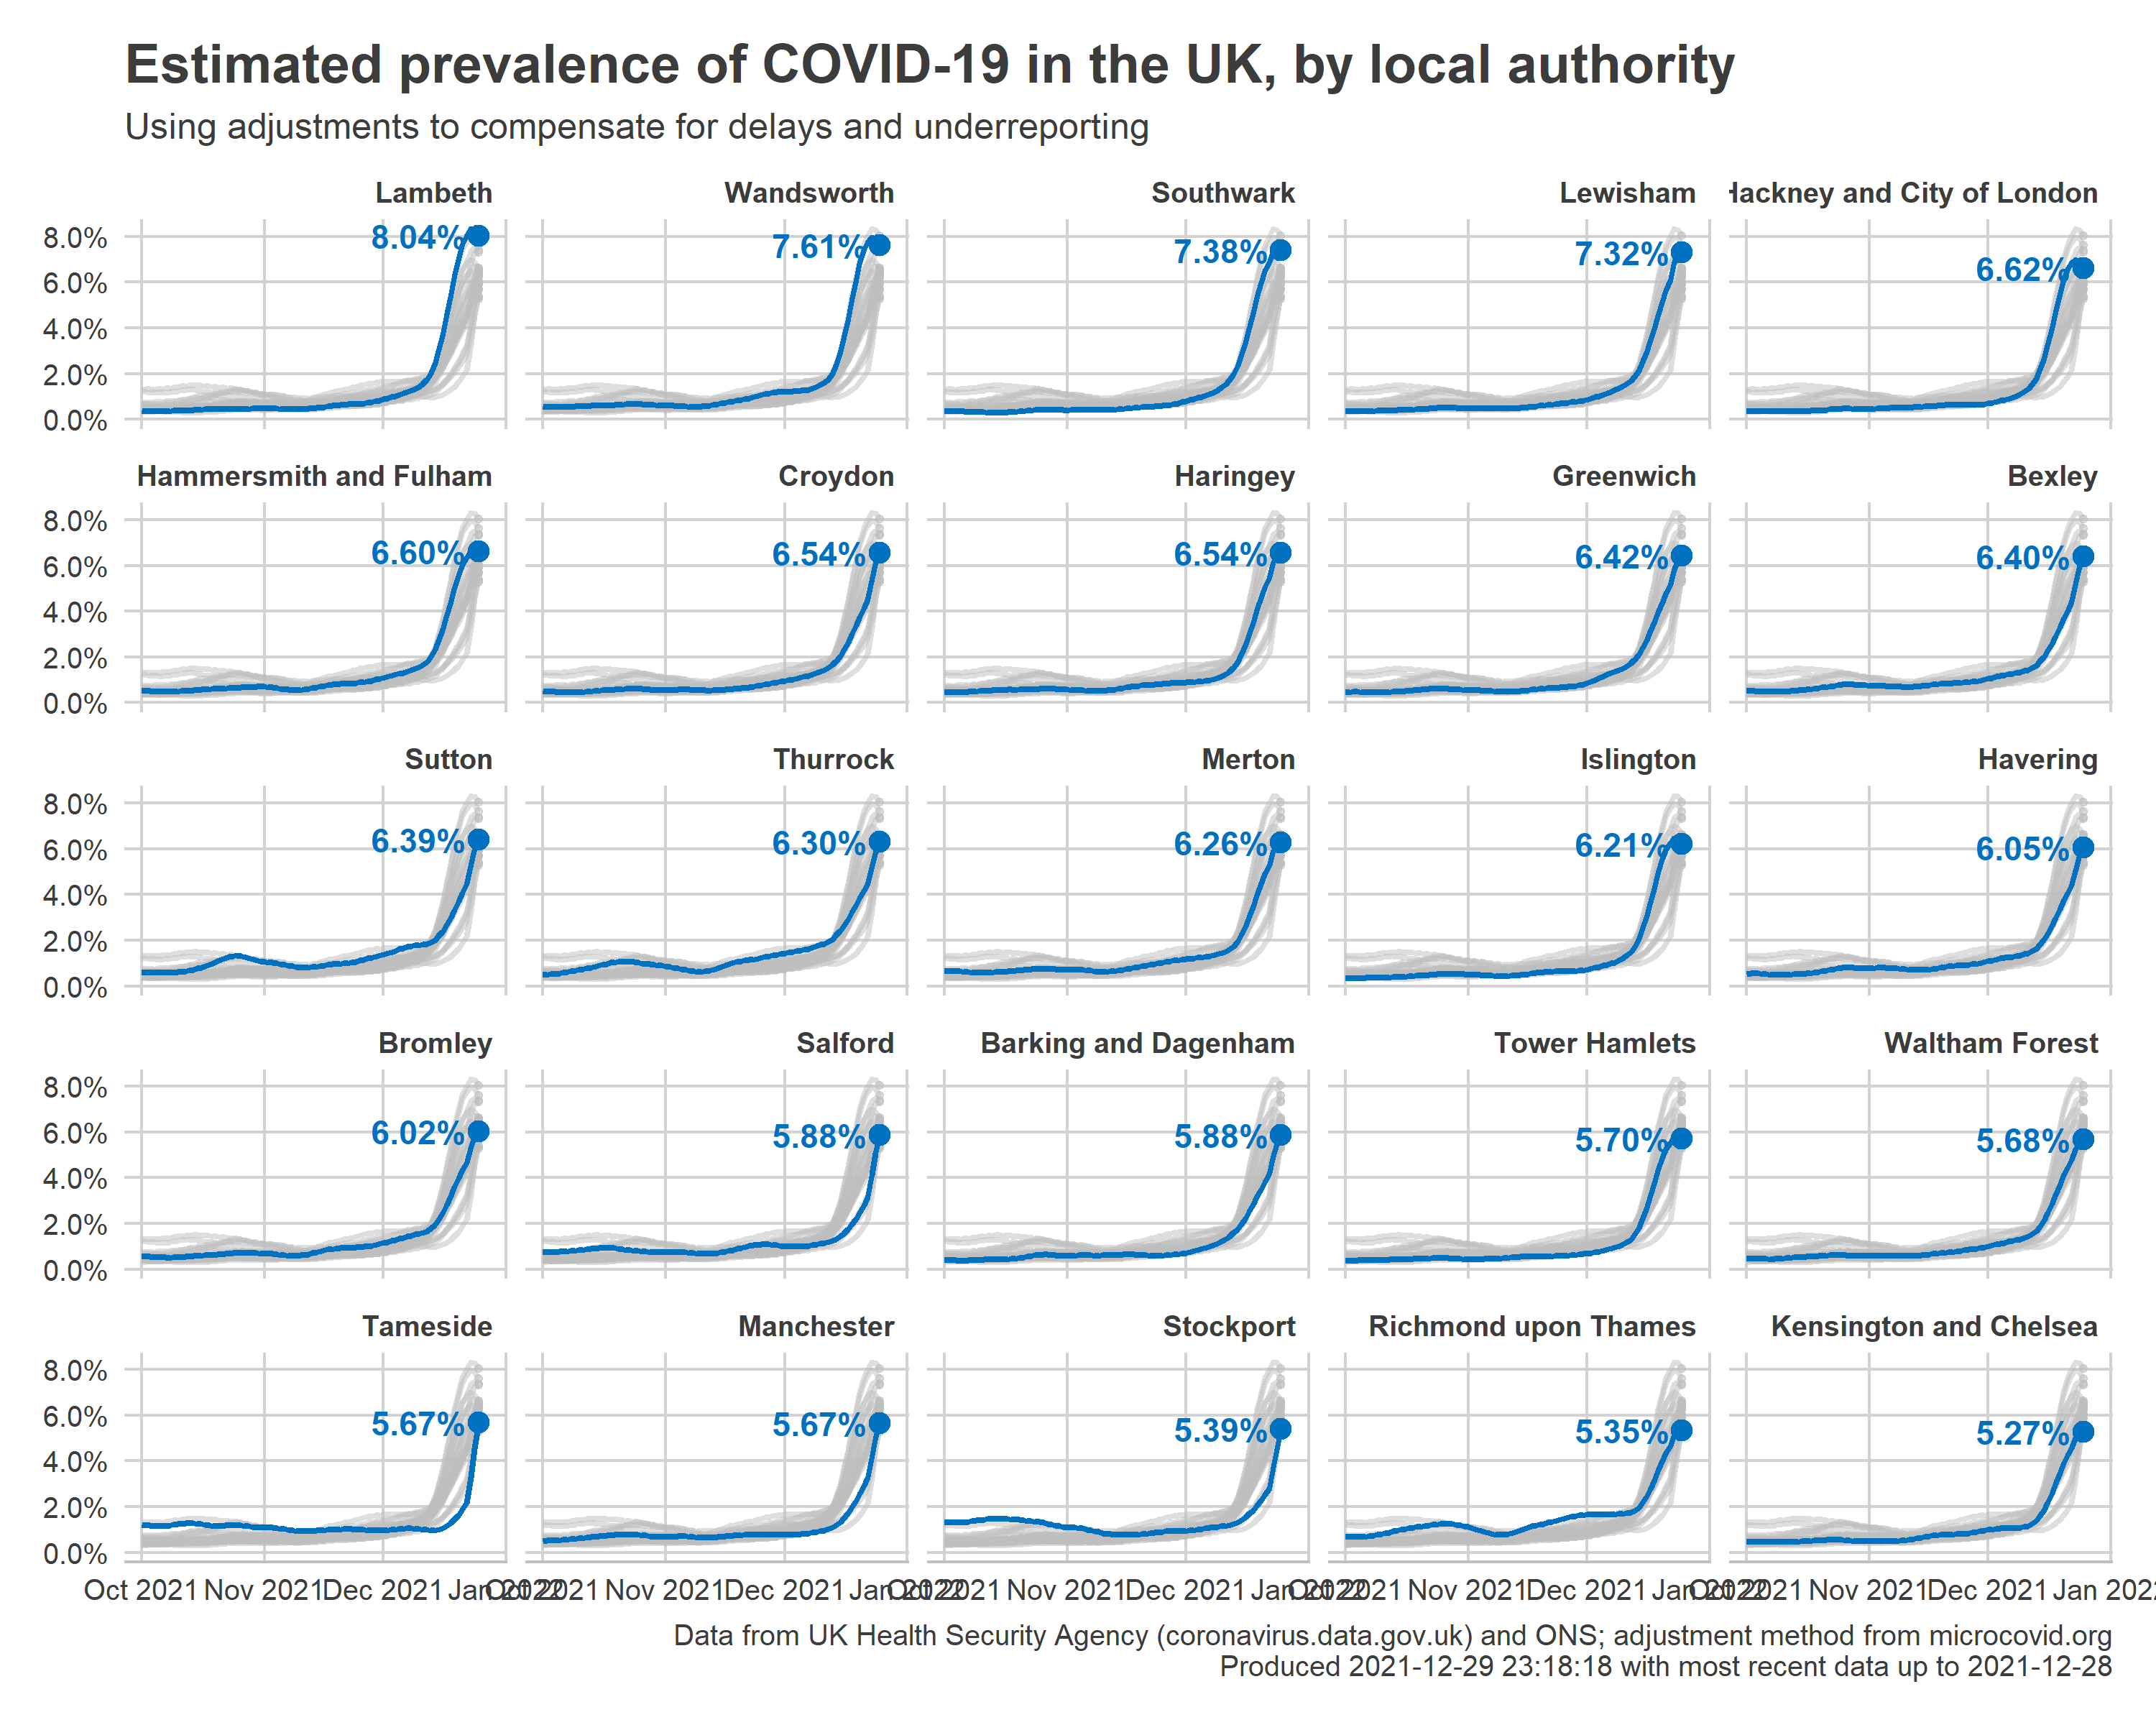 Estimated prevalence of COVID-19 in the UK, by local authority
Using adjustments to compensate for delays and underreporting
Lambeth Wandsworth Southwark Lewisham Hackney and City of London
8.0% 8.04% 7.61% 7.38% 7.32% 6.62%
6.0%
4.0%
2.0%
0.0%
Hammersmith and Fulham Croydon Haringey Greenwich Bexley
8.0%
6.0% 6.60% 6.54% 6.54% 6.42% 6.40%
4.0%
2.0%
0.0%
Sutton Thurrock Merton Islington Havering
8.0%
6.0% 6.39% 6.30% 6.26% 6.21% 6.05%
4.0%
2.0%
0.0%
Bromley Salford Barking and Dagenham Tower Hamlets Waltham Forest
8.0%
6.0% 6.02% 5.88% 5.88% 5.70% 5.68%
4.0%
2.0%
0.0%
Tameside Manchester Stockport Richmond upon Thames Kensington and Chelsea
8.0%
6.0% 5.67% 5.67% 5.39% 5.35% 5.27%
4.0%
2.0%
0.0%
Oct 2021 Nov 2021 Dec 2021 Jan 2022 Oct 2021 Nov 2021 Dec 2021 Jan 2022 Oct 2021 Nov 2021 Dec 2021 Jan 2022 Oct 2021 Nov 2021 Dec 2021 Jan 2022 Oct 2021 Nov 2021 Dec 2021 Jan 2022
Data from UK Health Security Agency (coronavirus.data.gov.uk) and ONS; adjustment method from microcovid.org
Produced 2021-12-29 23:18:18 with most recent data up to 2021-12-28